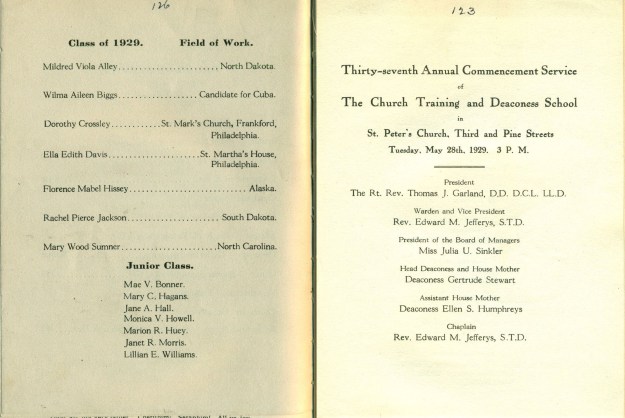 126
Class of 1929. Field of Work.
Mildred Viola Alley........................North Dakota.
Wilma Aileen Biggs...................Candidate for Cuba.
Dorothy Crossley.........St. Mark's Church, Frankford,
Philadelphia.
Ella Edith Davis......................St. Martha's House,
Philadelphia.
Florence Mabel Hissey............................Alaska.
Rachel Pierce Jackson......................South Dakota.
Mary Wood Sumner.......................North Carolina.
Junior Class.
Mae V. Bonner.
Mary C. Hagans.
Jane A. Hall.
Monica V. Howell.
Marion R. Huey.
Janet R. Morris.
Lillian E. Williams.
123
Thirty-seventh Annual Commencement Service
of
The Church Training and Deaconess School
in
St. Peter's Church, Third and Pine Streets
Tuesday, May 28th, 1929. 3 P. M.
President
The Rt. Rev. Thomas J. Garland, D.D. D.C.L. LL.D.
Warden and Vice President
Rev. Edward M. Jefferys, S.T.D.
President of the Board of Managers
Miss Julia U. Sinkler
Head Deaconess and House Mother
Deaconess Gertrude Stewart
Assistant House Mother
Deaconess Ellen S. Humphreys
Chaplain
Rev. Edward M. Jefferys, S.T.D.